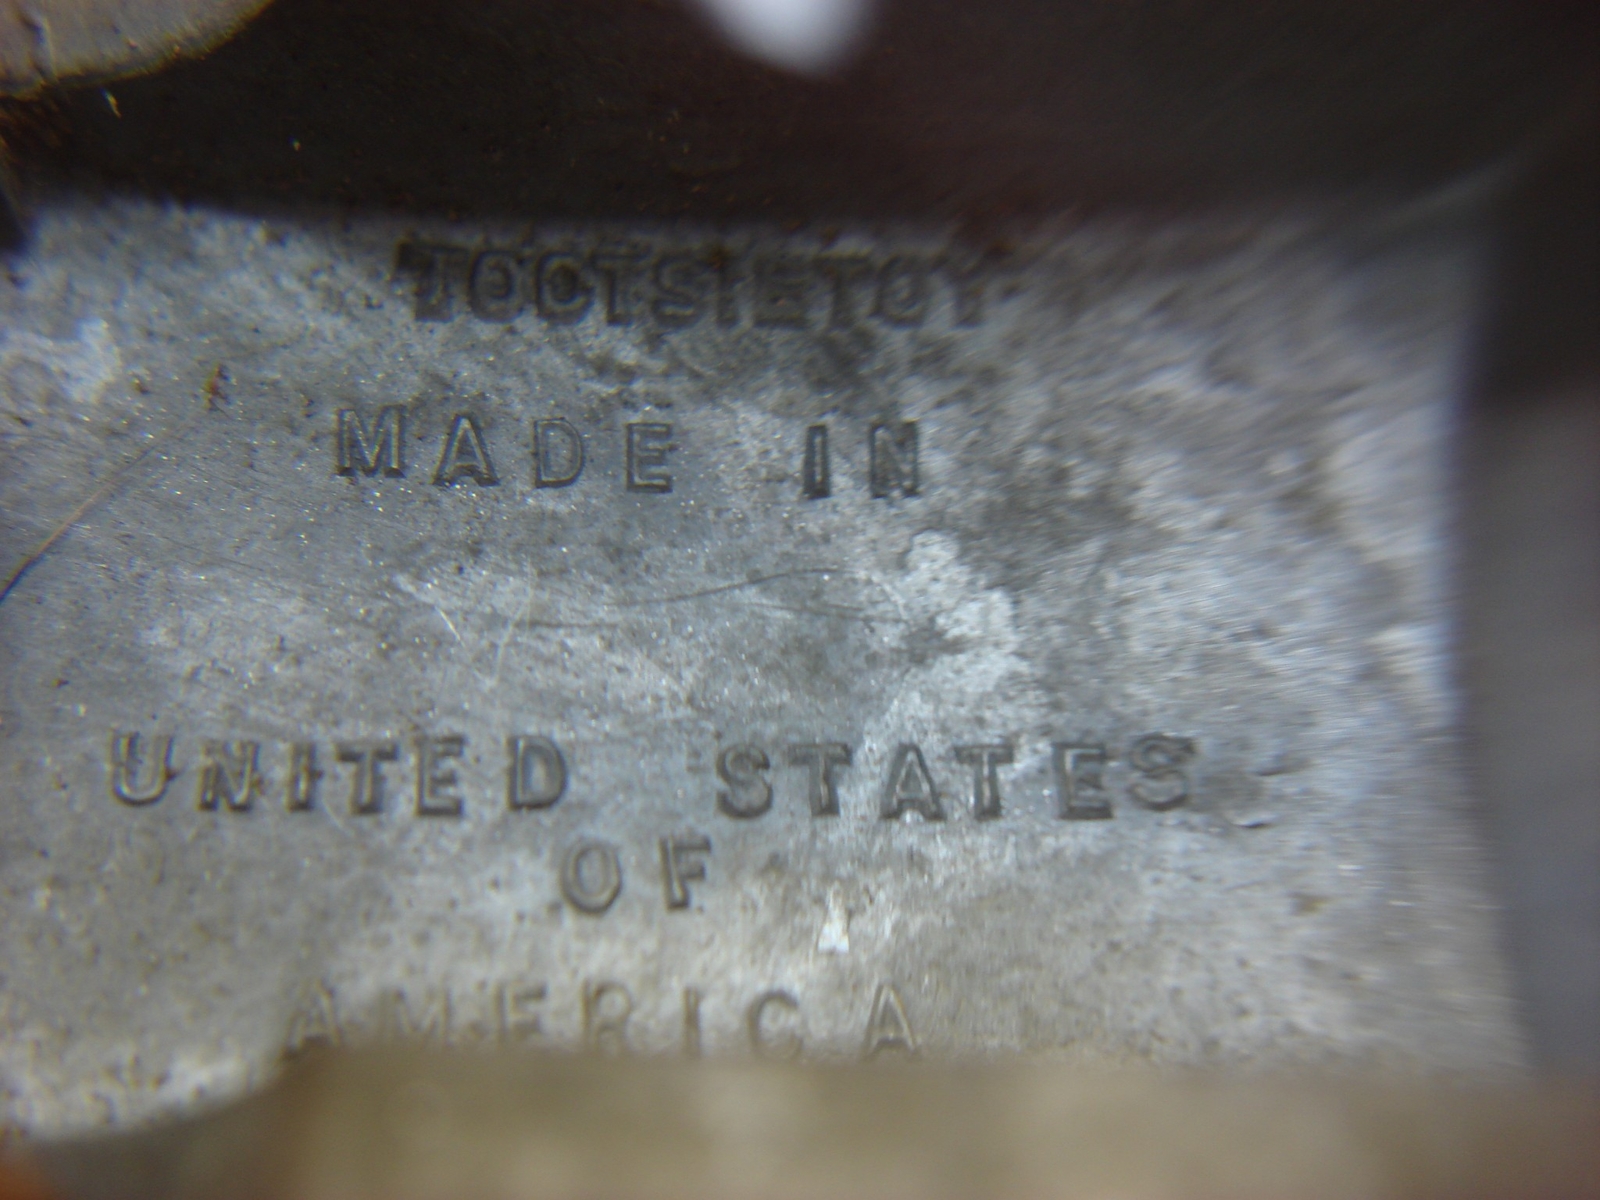 TOOTSIETOY
MADE IN
UNITED STATES
OF
AMERICA